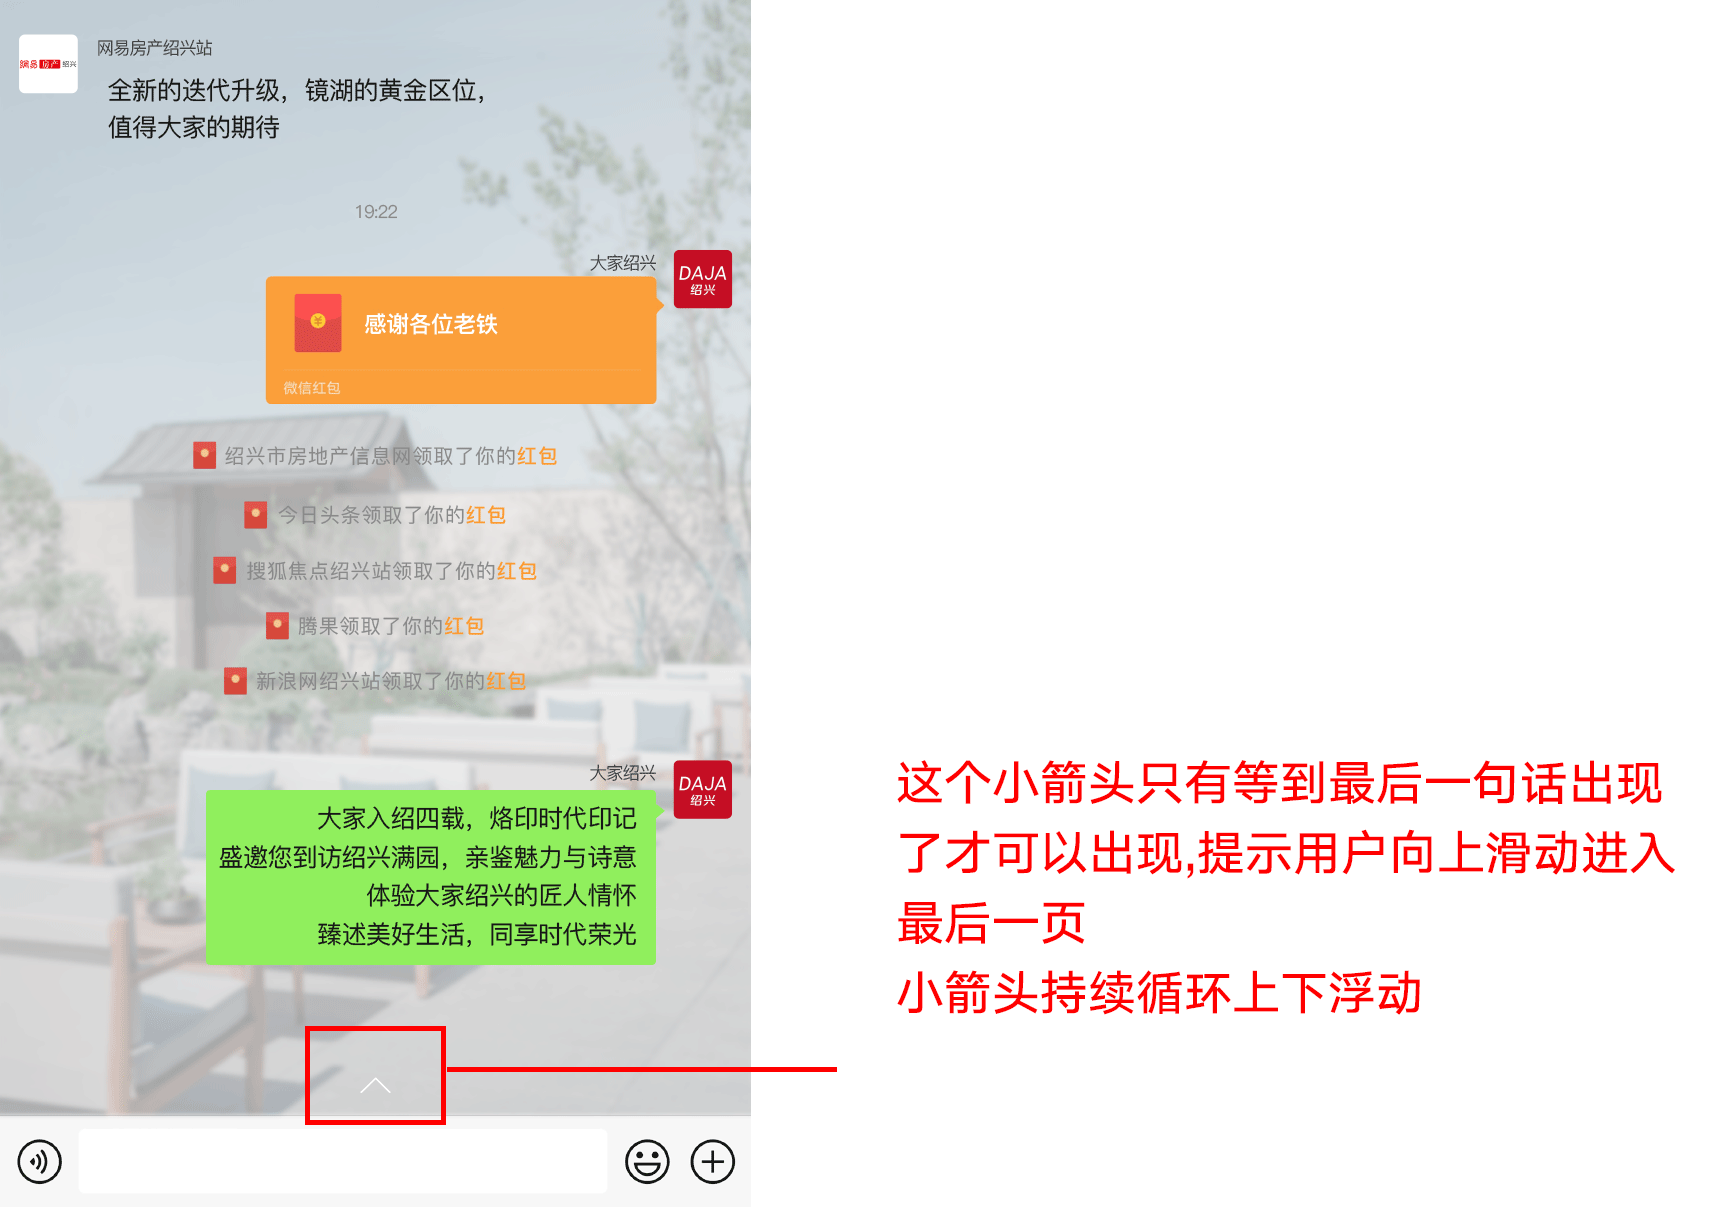 网易房产绍兴站
網易 房产 绍兴
全新的迭代升级，镜湖的黄金区位，
值得大家的期待
19:22
大家绍兴
DAJA
绍兴
感谢各位老铁
微信红包
绍兴市房地产信息网领取了你的红包
今日头条领取了你的红包
搜狐焦点绍兴站领取了你的红包
腾果领取了你的红包
新浪网绍兴站领取了你的红包
大家绍兴
DAJA
绍兴
大家入绍四载，烙印时代印记
盛邀您到访绍兴满园，亲鉴魅力与诗意
体验大家绍兴的匠人情怀
臻述美好生活，同享时代荣光
这个小箭头只有等到最后一句话出现
了才可以出现,提示用户向上滑动进入
最后一页
小箭头持续循环上下浮动